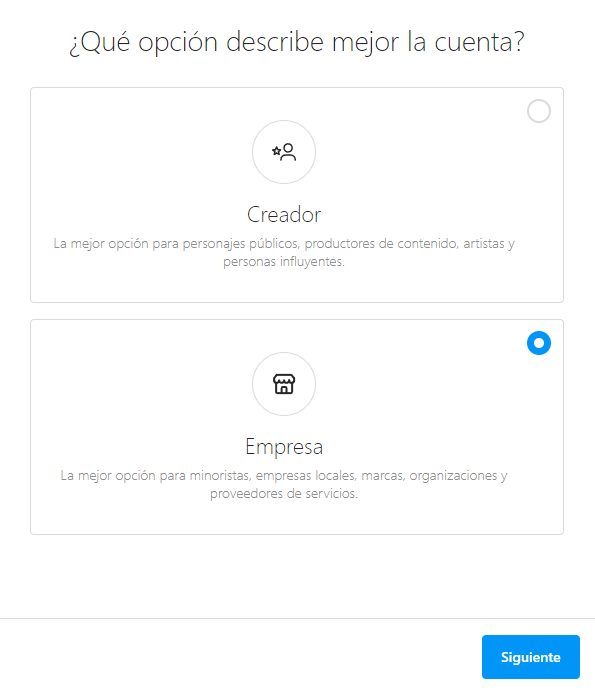 ¿Qué opción describe mejor la cuenta?
Creador
La mejor opción para personajes públicos, productores de contenido, artistas y
personas influyentes.
Empresa
La mejor opción para minoristas, empresas locales, marcas, organizaciones y
proveedores de servicios.
Siguiente